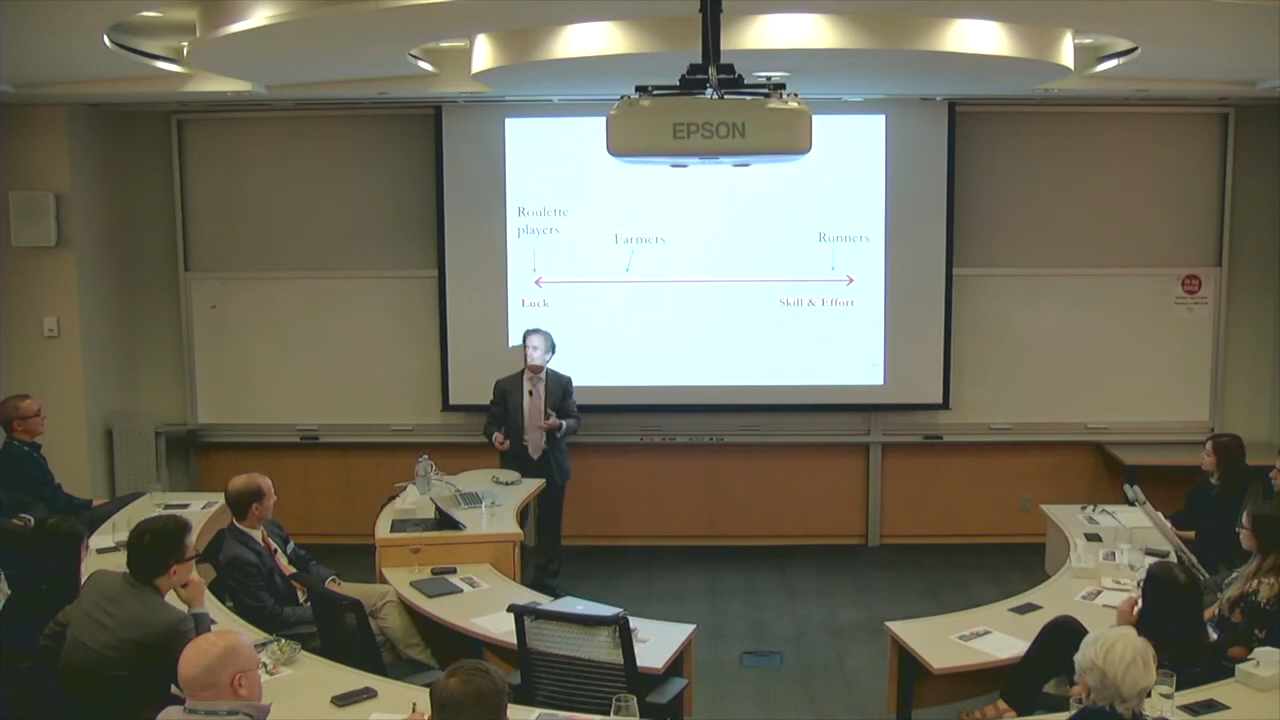 EPSON
Roulette
players
Farmers
Runners
Luck
Skill & Effort